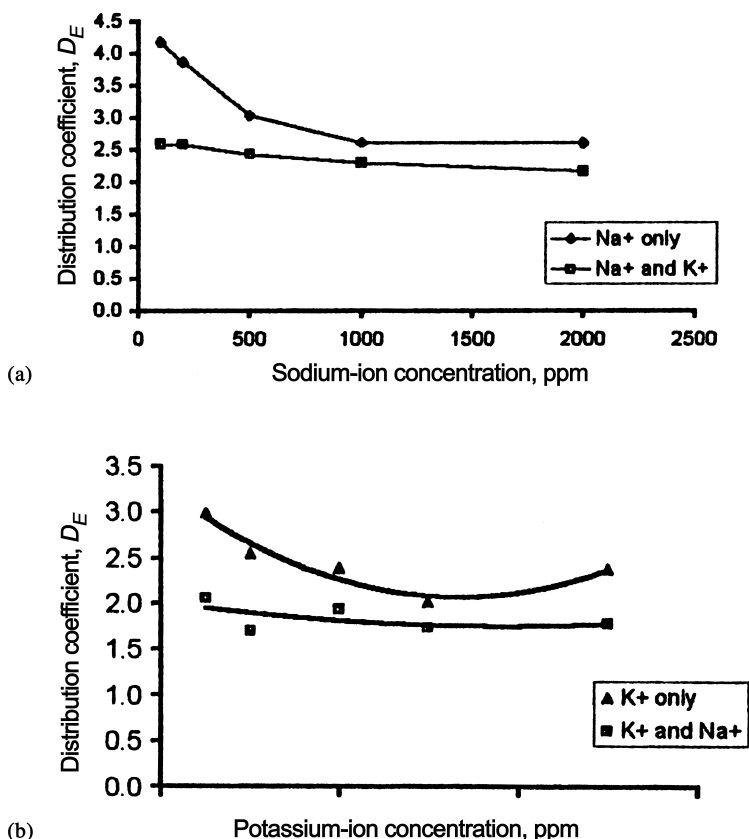 Distribution coefficient, D_E
4.5
4.0
3.5
3.0
2.5
2.0
1.5
1.0
0.5
0.0
0 500 1000 1500 2000 2500
Na+ only
Na+ and K+
Sodium-ion concentration, ppm
(a)
Distribution coefficient, D_E
3.5
3.0
2.5
2.0
1.5
1.0
0.5
0.0
K+ only
K+ and Na+
Potassium-ion concentration, ppm
(b)